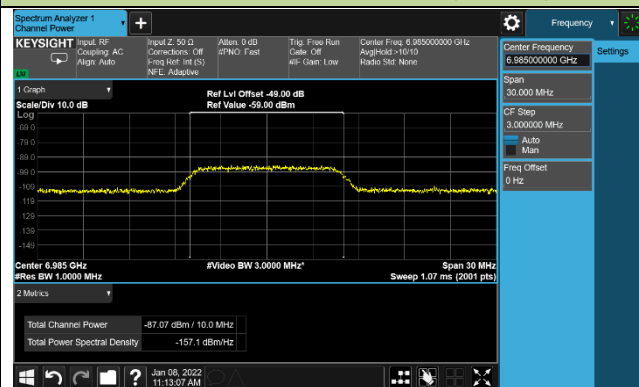 Spectrum Analyzer 1
Channel Power
+
Frequency
KEYSIGHT
Input: RF
Coupling: AC
Align: Auto
Input Z: 50 Ω
Corrections: Off
Freq Ref: Int (S)
NFE: Adaptive
Atten: 0 dB
#PNO: Fast
Trig: Free Run
Gate: Off
#IF Gain: Low
Center Freq: 6.985000000 GHz
Avg|Hold:>10/10
Radio Std: None
Center Frequency
6.985000000 GHz
Settings
Span
30.000 MHz
CF Step
3.000000 MHz
Auto
Man
Freq Offset
0 Hz
1 Graph
Scale/Div 10.0 dB
Ref Lvl Offset -49.00 dB
Ref Value -59.00 dBm
Log
-69.0
-79.0
-89.0
-99.0
-109
-119
-129
-139
-149
Center 6.985 GHz
#Video BW 3.0000 MHz*
Span 30 MHz
#Res BW 1.0000 MHz
Sweep 1.07 ms (2001 pts)
2 Metrics
Total Channel Power -87.07 dBm / 10.0 MHz
Total Power Spectral Density -157.1 dBm/Hz
?
Jan 08, 2022
11:13:07 AM